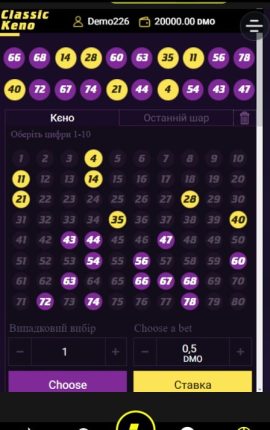 Classic
Keno
Demo226
20000.00 DMO
66 68 14 28 60 63 35 11 56 78
40 72 67 74 21 44 4 54 43 47
Кено
Останній шар
Оберіть цифри 1-10
1 2 3 4 5 6 7 8 9 10
11 12 13 14 15 16 17 18 19 20
21 22 23 24 25 26 27 28 29 30
31 32 33 34 35 36 37 38 39 40
41 42 43 44 45 46 47 48 49 50
51 52 53 54 55 56 57 58 59 60
61 62 63 64 65 66 67 68 69 70
71 72 73 74 75 76 77 78 79 80
Випадковий вибір
Choose a bet
− 1 +
− 0,5 +
DMO
Choose
Ставка